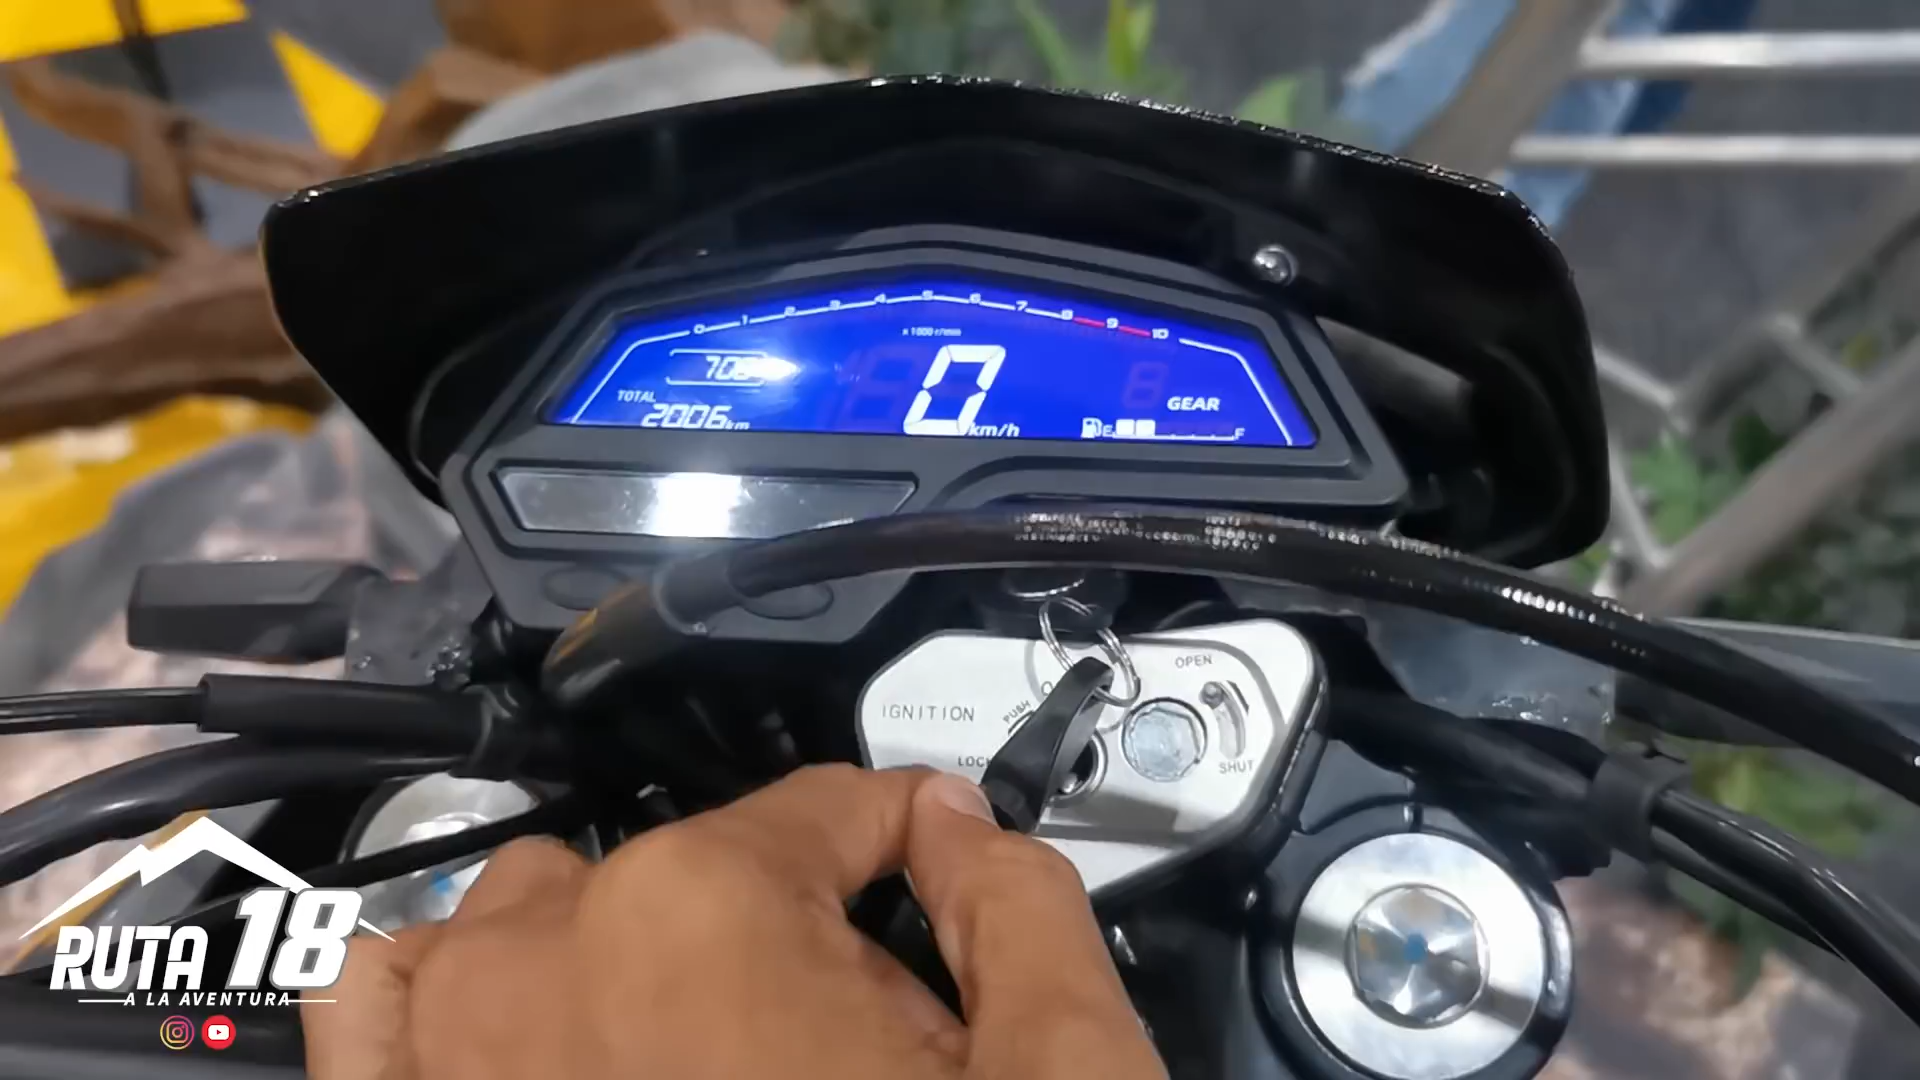 0 1 2 3 4 5 6 7 8 9 10
x 1000 r/min
TOTAL
2006km
0 km/h
GEAR
E F
IGNITION
PUSH
LOCK
OPEN
SHUT
RUTA 18
A LA AVENTURA